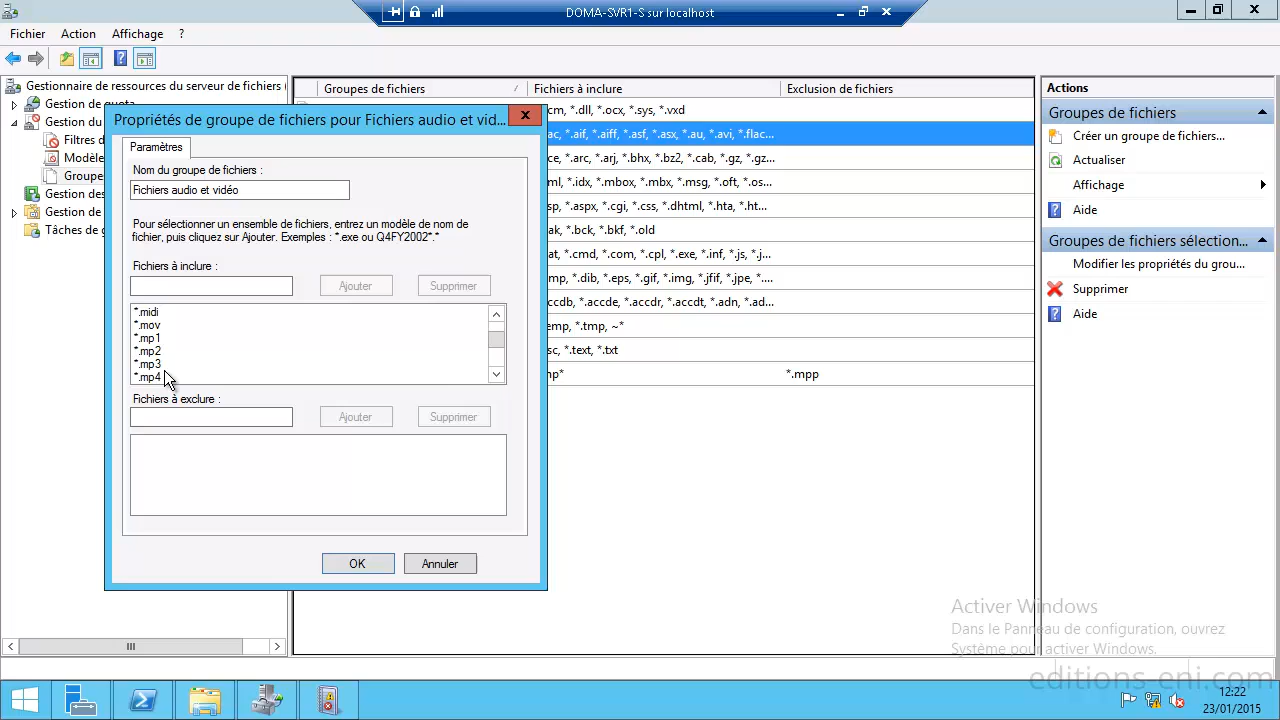 DOMA-SVR1-S sur localhost
Fichier Action Affichage ?
Gestionnaire de ressources du serveur de fichiers (
Gestion de quota
Gestion du
Filtres d
Modèle
Groupe
Gestion des
Gestion de
Tâches de g
Groupes de fichiers Fichiers à inclure Exclusion de fichiers
cm, *.dll, *.ocx, *.sys, *.vxd
ac, *.aif, *.aiff, *.asf, *.asx, *.au, *.avi, *.flac...
ce, *.arc, *.arj, *.bhx, *.bz2, *.cab, *.gz, *.gz...
ml, *.idx, *.mbox, *.mbx, *.msg, *.oft, *.os...
sp, *.aspx, *.cgi, *.css, *.dhtml, *.hta, *.ht...
ak, *.bck, *.bkf, *.old
at, *.cmd, *.com, *.cpl, *.exe, *.inf, *.js, *.j...
mp, *.dib, *.eps, *.gif, *.img, *.jfif, *.jpe, *....
accdb, *.accde, *.accdr, *.accdt, *.adn, *.ad...
emp, *.tmp, ~*
sc, *.text, *.txt
mp* *.mpp
Propriétés de groupe de fichiers pour Fichiers audio et vid...
Paramètres
Nom du groupe de fichiers :
Fichiers audio et vidéo
Pour sélectionner un ensemble de fichiers, entrez un modèle de nom de
fichier, puis cliquez sur Ajouter. Exemples : *.exe ou Q4FY2002*.*
Fichiers à inclure :
Ajouter Supprimer
*.midi
*.mov
*.mp1
*.mp2
*.mp3
*.mp4
Fichiers à exclure :
Ajouter Supprimer
OK Annuler
Actions
Groupes de fichiers
Créer un groupe de fichiers...
Actualiser
Affichage
Aide
Groupes de fichiers sélection...
Modifier les propriétés du grou...
Supprimer
Aide
Activer Windows
Dans le Panneau de configuration, ouvrez
Système pour activer Windows.
editions-eni.com
12:22
23/01/2015